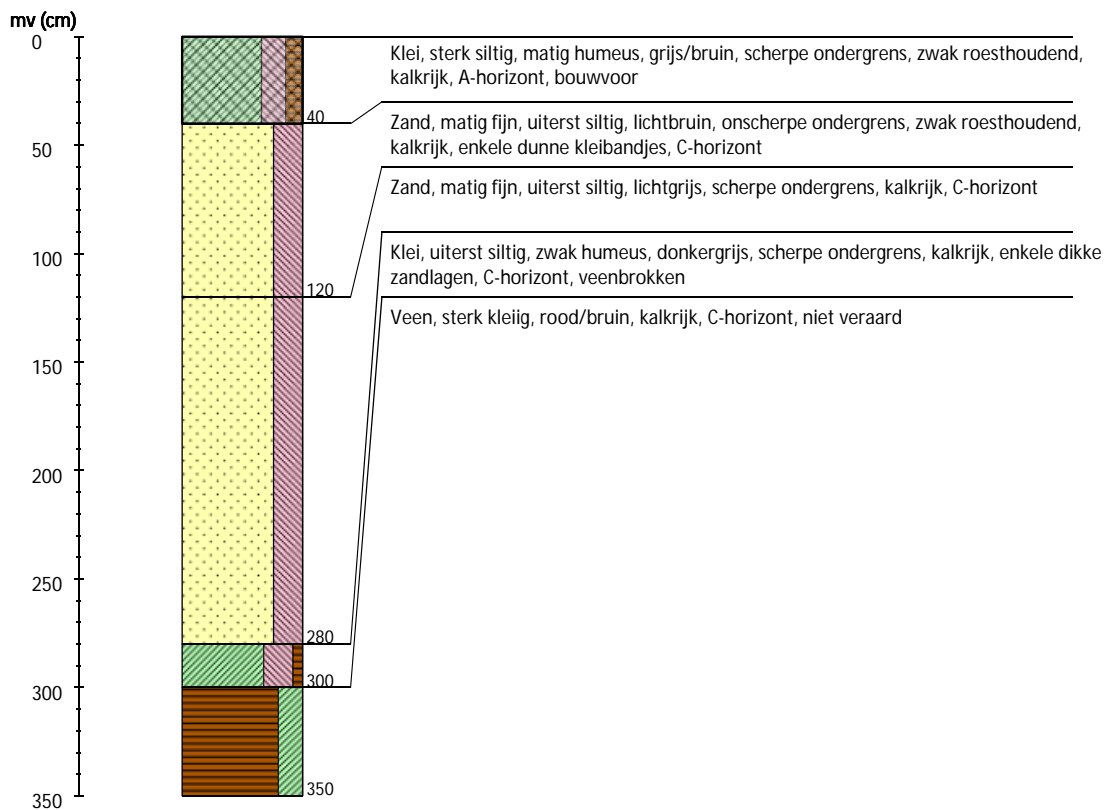 mv (cm)
0
Klei, sterk siltig, matig humeus, grijs/bruin, scherpe ondergrens, zwak roesthoudend,
kalkrijk, A-horizont, bouwvoor
40
Zand, matig fijn, uiterst siltig, lichtbruin, onscherpe ondergrens, zwak roesthoudend,
kalkrijk, enkele dunne kleibandjes, C-horizont
50
Zand, matig fijn, uiterst siltig, lichtgrijs, scherpe ondergrens, kalkrijk, C-horizont
Klei, uiterst siltig, zwak humeus, donkergrijs, scherpe ondergrens, kalkrijk, enkele dikke
zandlagen, C-horizont, veenbrokken
100
120
Veen, sterk kleiig, rood/bruin, kalkrijk, C-horizont, niet veraard
150
200
250
280
300
300
350
350